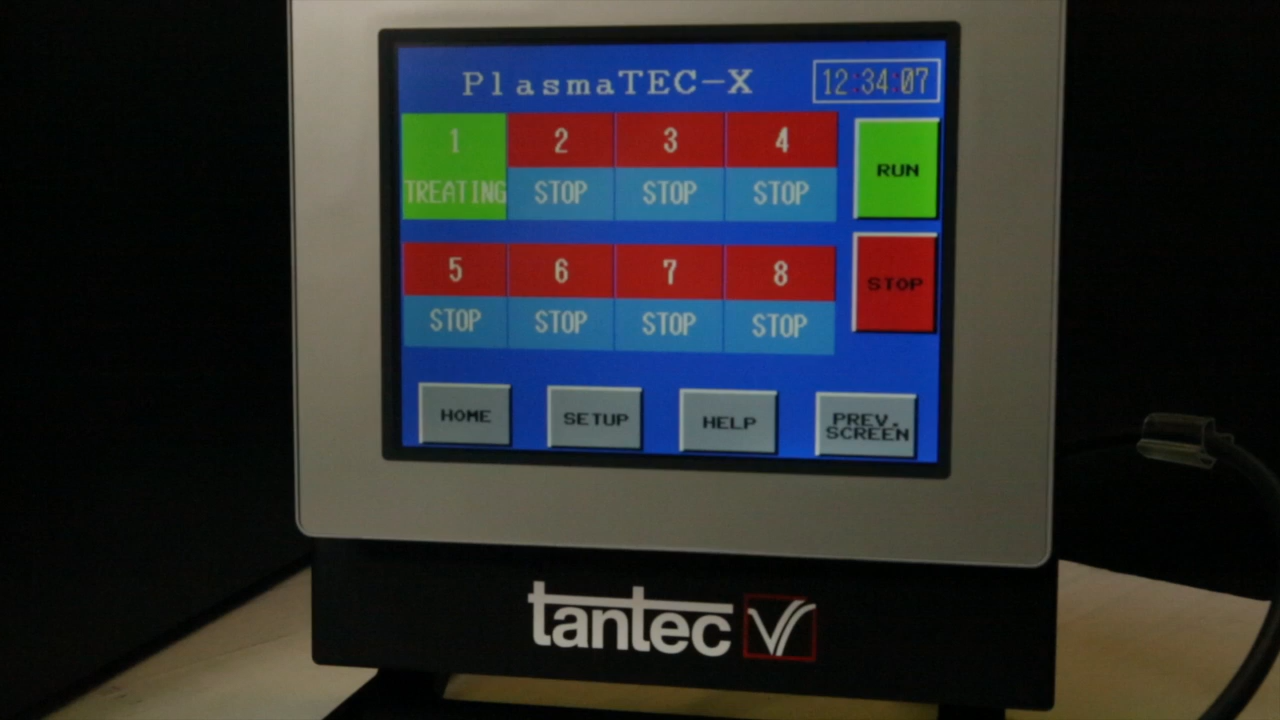 PlasmaTEC-X 12:34:07
1 2 3 4
TREATING STOP STOP STOP
RUN
5 6 7 8
STOP STOP STOP STOP
STOP
HOME SETUP HELP PREV.
SCREEN
tantec